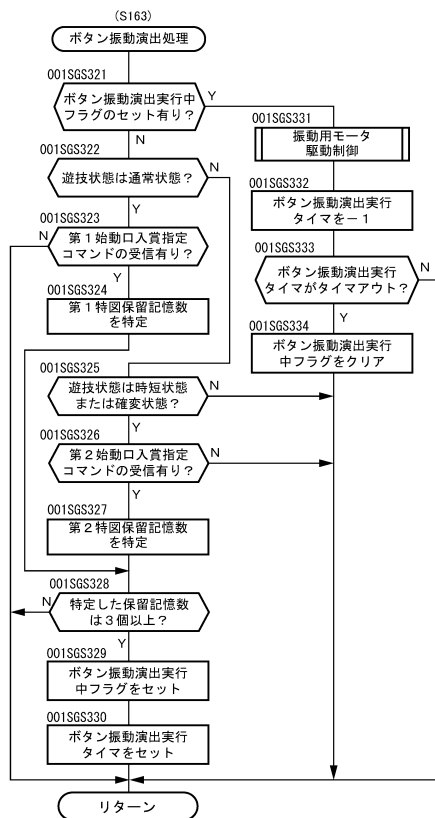 (S163)
ボタン振動演出処理
001SGS321
ボタン振動演出実行中
フラグのセット有り？
Y
N
001SGS322
遊技状態は通常状態？
N
Y
001SGS323
第１始動口入賞指定
コマンドの受信有り？
N
Y
001SGS324
第１特図保留記憶数
を特定
001SGS325
遊技状態は時短状態
または確変状態？
N
Y
001SGS326
第２始動口入賞指定
コマンドの受信有り？
N
Y
001SGS327
第２特図保留記憶数
を特定
001SGS328
特定した保留記憶数
は３個以上？
N
Y
001SGS329
ボタン振動演出実行
中フラグをセット
001SGS330
ボタン振動演出実行
タイマをセット
リターン
001SGS331
振動用モータ
駆動制御
001SGS332
ボタン振動演出実行
タイマを－１
001SGS333
ボタン振動演出実行
タイマがタイマアウト？
N
Y
001SGS334
ボタン振動演出実行
中フラグをクリア